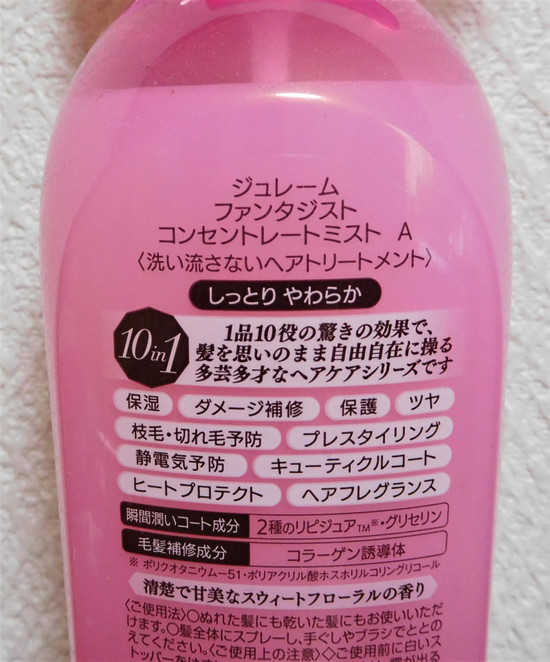 ジュレーム
ファンタジスト
コンセントレートミスト A
〈洗い流さないヘアトリートメント〉
しっとり やわらか
10in1
1品10役の驚きの効果で、
髪を思いのまま自由自在に操る
多芸多才なヘアケアシリーズです
保湿 ダメージ補修 保護 ツヤ
枝毛・切れ毛予防 プレスタイリング
静電気予防 キューティクルコート
ヒートプロテクト ヘアフレグランス
瞬間潤いコート成分 2種のリピジュアTM※・グリセリン
毛髪補修成分 コラーゲン誘導体
※ ポリクオタニウム－51・ポリアクリル酸ホスホリルコリングリコール
清楚で甘美なスウィートフローラルの香り
〈ご使用法〉○ぬれた髪にも乾いた髪にもお使いいただ
けます。○髪全体にスプレーし、手ぐしやブラシでととの
えてください。〈ご使用上の注意〉◇ご使用前に白いス
トッパーをはず